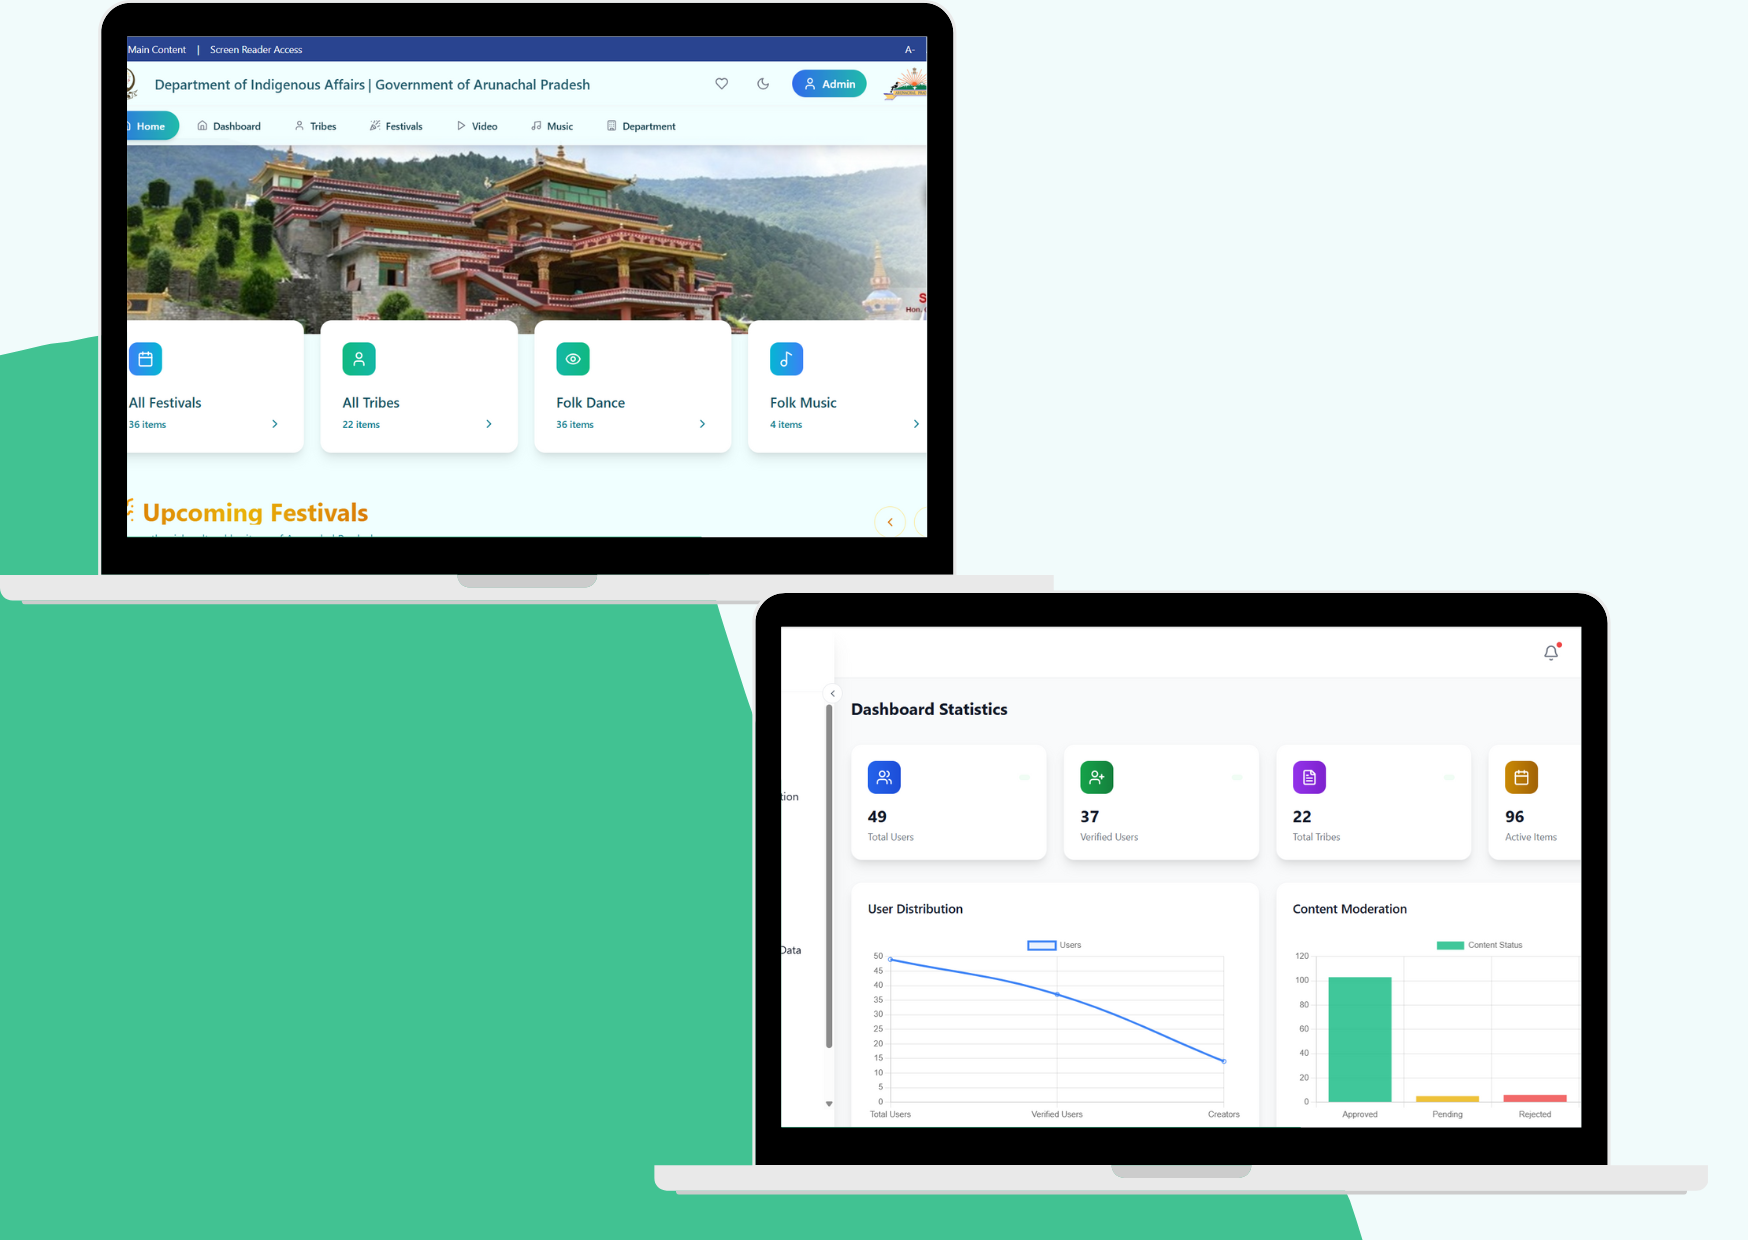 Main Content | Screen Reader Access A-
Department of Indigenous Affairs | Government of Arunachal Pradesh Admin
Home Dashboard Tribes Festivals Video Music Department
S
Hon.
All Festivals
36 items
All Tribes
22 items
Folk Dance
36 items
Folk Music
4 items
Upcoming Festivals
tion
Data
Dashboard Statistics
49
Total Users
37
Verified Users
22
Total Tribes
96
Active Items
User Distribution
Users
50
45
40
35
30
25
20
15
10
5
0
Total Users Verified Users Creators
Content Moderation
Content Status
120
100
80
60
40
20
0
Approved Pending Rejected